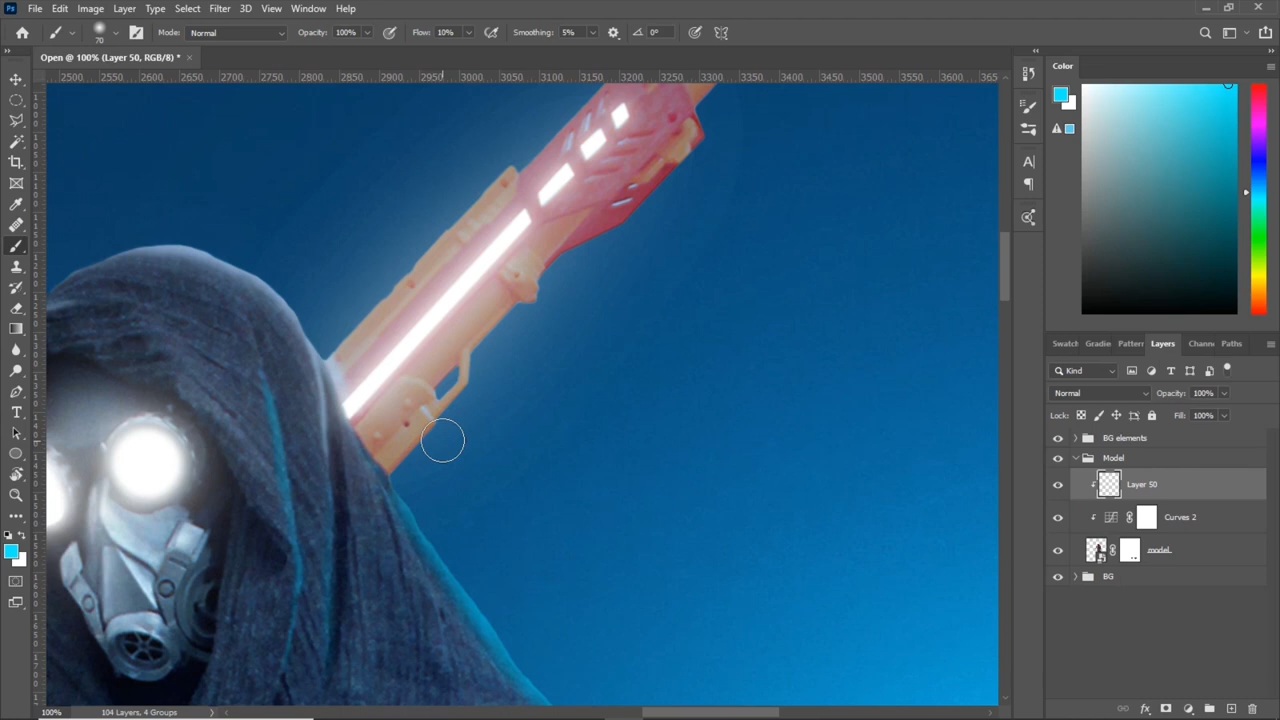 Ps File Edit Image Layer Type Select Filter 3D View Window Help
70 Mode: Normal Opacity: 100% Flow: 10% Smoothing: 5% 0°
Open @ 100% (Layer 50, RGB/8) * ×
2500 2550 2600 2650 2700 2750 2800 2850 2900 2950 3000 3050 3100 3150 3200 3250 3300 3350 3400 3450 3500 3550 3600 365
Color
Swatch Gradie Pattern Layers Chann Paths
Kind
Normal Opacity: 100%
Lock: Fill: 100%
BG elements
Model
Layer 50
Curves 2
model
BG
100% 104 Layers, 4 Groups